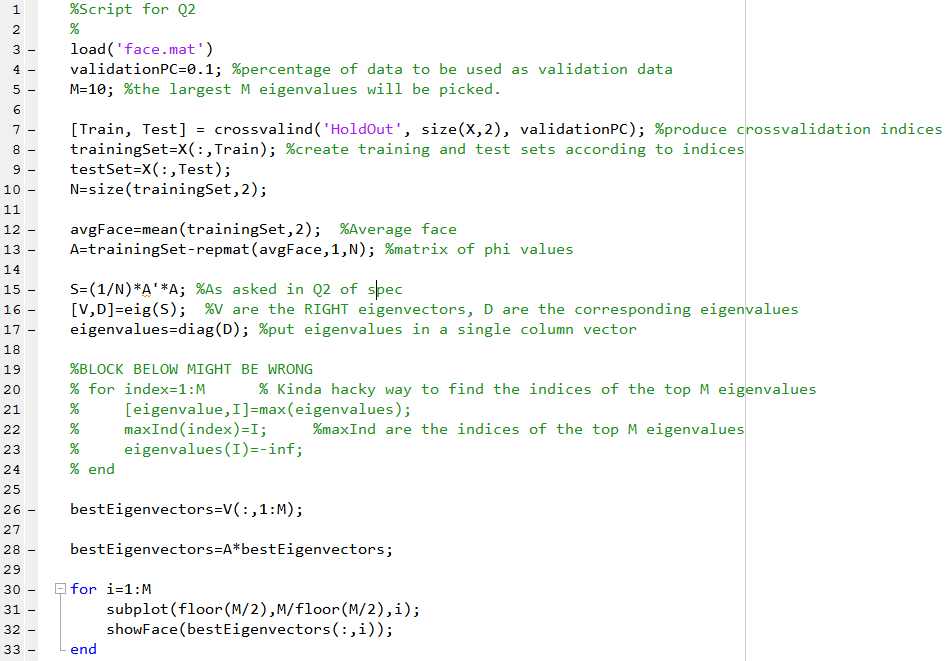 1 %Script for Q2
2 %
3 – load('face.mat')
4 – validationPC=0.1; %percentage of data to be used as validation data
5 – M=10; %the largest M eigenvalues will be picked.
6
7 – [Train, Test] = crossvalind('HoldOut', size(X,2), validationPC); %produce crossvalidation indices
8 – trainingSet=X(:,Train); %create training and test sets according to indices
9 – testSet=X(:,Test);
10 – N=size(trainingSet,2);
11
12 – avgFace=mean(trainingSet,2);  %Average face
13 – A=trainingSet-repmat(avgFace,1,N); %matrix of phi values
14
15 – S=(1/N)*A'*A; %As asked in Q2 of spec
16 – [V,D]=eig(S);  %V are the RIGHT eigenvectors, D are the corresponding eigenvalues
17 – eigenvalues=diag(D); %put eigenvalues in a single column vector
18
19 %BLOCK BELOW MIGHT BE WRONG
20 % for index=1:M      % Kinda hacky way to find the indices of the top M eigenvalues
21 %     [eigenvalue,I]=max(eigenvalues);
22 %     maxInd(index)=I;     %maxInd are the indices of the top M eigenvalues
23 %     eigenvalues(I)=-inf;
24 % end
25
26 – bestEigenvectors=V(:,1:M);
27
28 – bestEigenvectors=A*bestEigenvectors;
29
30 – for i=1:M
31 –     subplot(floor(M/2),M/floor(M/2),i);
32 –     showFace(bestEigenvectors(:,i));
33 – end